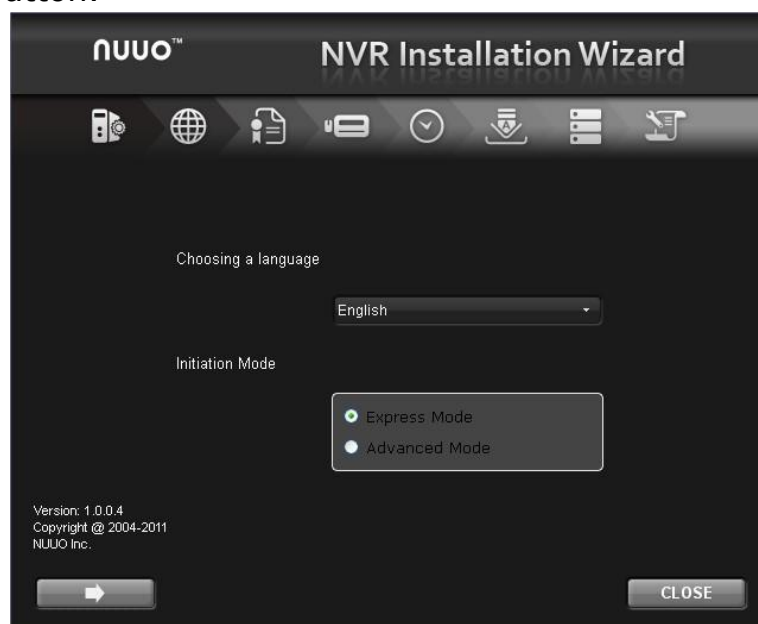 nuuo™
NVR Installation Wizard
Choosing a language
English
Initiation Mode
Express Mode
Advanced Mode
Version: 1.0.0.4
Copyright @ 2004-2011
NUUO Inc.
CLOSE